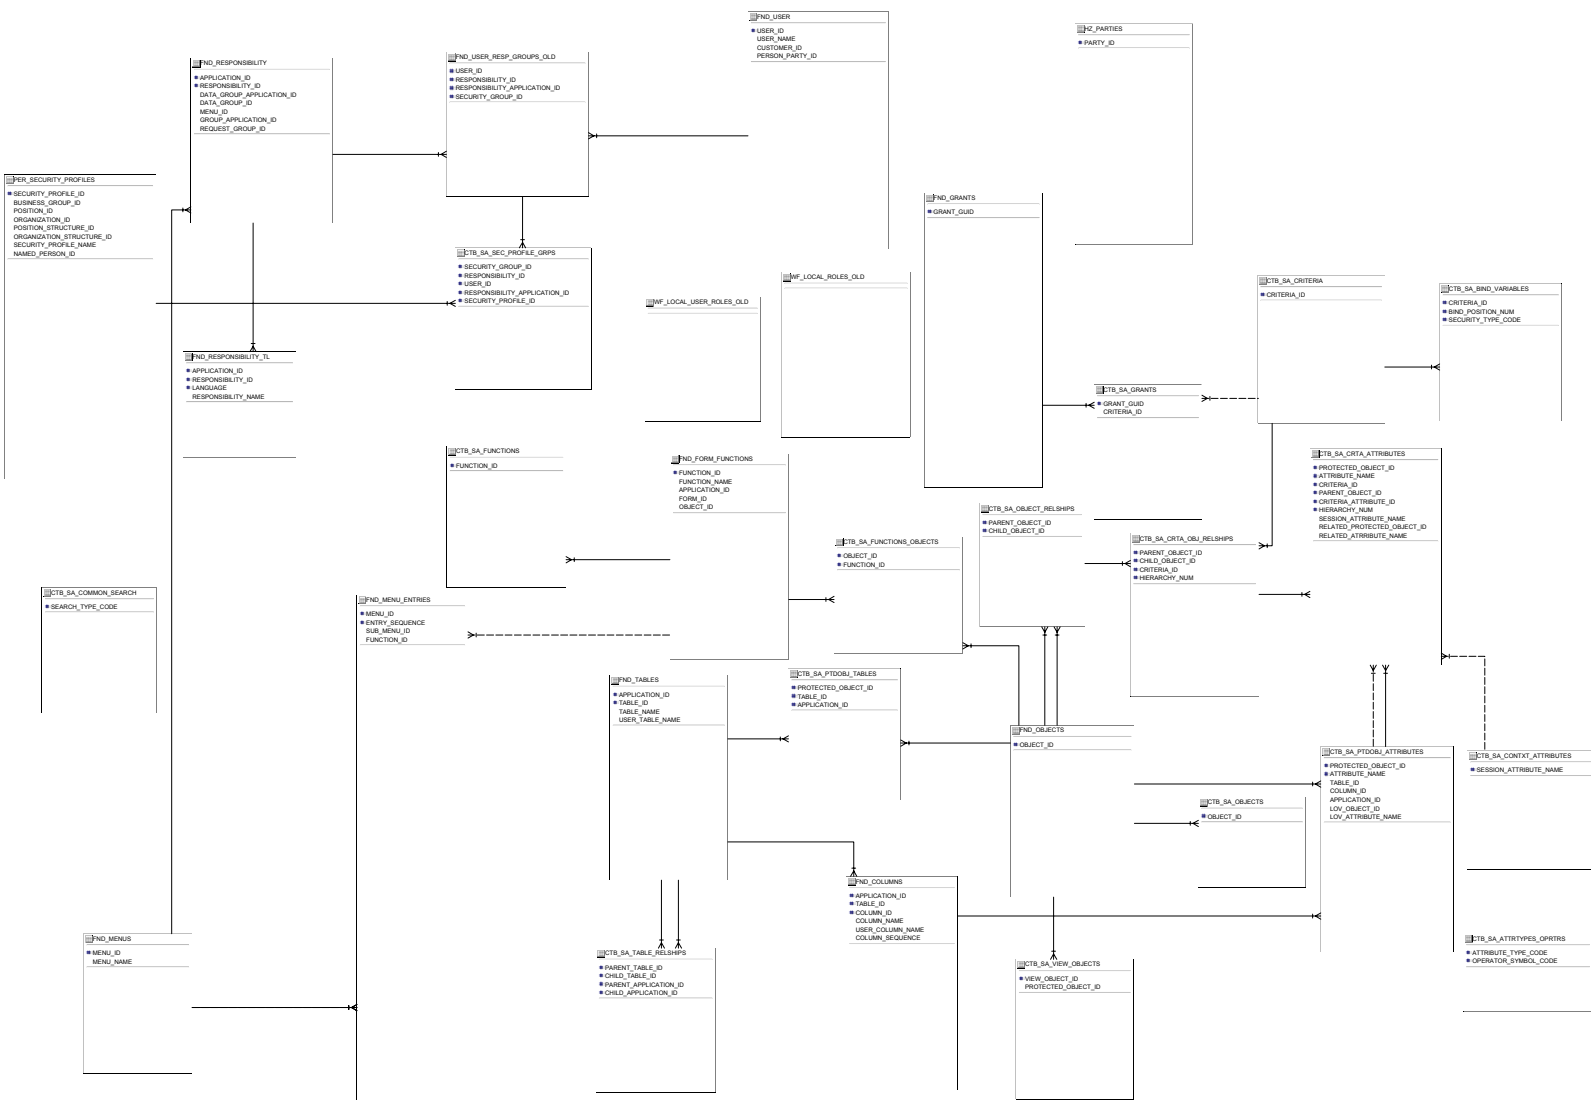 FND_USER
USER_ID
USER_NAME
CUSTOMER_ID
PERSON_PARTY_ID
HZ_PARTIES
PARTY_ID
FND_RESPONSIBILITY
APPLICATION_ID
RESPONSIBILITY_ID
DATA_GROUP_APPLICATION_ID
DATA_GROUP_ID
MENU_ID
GROUP_APPLICATION_ID
REQUEST_GROUP_ID
FND_USER_RESP_GROUPS_OLD
USER_ID
RESPONSIBILITY_ID
RESPONSIBILITY_APPLICATION_ID
SECURITY_GROUP_ID
PER_SECURITY_PROFILES
SECURITY_PROFILE_ID
BUSINESS_GROUP_ID
POSITION_ID
ORGANIZATION_ID
POSITION_STRUCTURE_ID
ORGANIZATION_STRUCTURE_ID
SECURITY_PROFILE_NAME
NAMED_PERSON_ID
FND_GRANTS
GRANT_GUID
CTB_SA_SEC_PROFILE_GRPS
SECURITY_GROUP_ID
RESPONSIBILITY_ID
USER_ID
RESPONSIBILITY_APPLICATION_ID
SECURITY_PROFILE_ID
WF_LOCAL_USER_ROLES_OLD
WF_LOCAL_ROLES_OLD
CTB_SA_CRITERIA
CRITERIA_ID
CTB_SA_BIND_VARIABLES
CRITERIA_ID
BIND_POSITION_NUM
SECURITY_TYPE_CODE
FND_RESPONSIBILITY_TL
APPLICATION_ID
RESPONSIBILITY_ID
LANGUAGE
RESPONSIBILITY_NAME
CTB_SA_GRANTS
GRANT_GUID
CRITERIA_ID
CTB_SA_FUNCTIONS
FUNCTION_ID
FND_FORM_FUNCTIONS
FUNCTION_ID
FUNCTION_NAME
APPLICATION_ID
FORM_ID
OBJECT_ID
CTB_SA_CRTA_ATTRIBUTES
PROTECTED_OBJECT_ID
ATTRIBUTE_NAME
CRITERIA_ID
PARENT_OBJECT_ID
CRITERIA_ATTRIBUTE_ID
HIERARCHY_NUM
SESSION_ATTRIBUTE_NAME
RELATED_PROTECTED_OBJECT_ID
RELATED_ATRRIBUTE_NAME
CTB_SA_OBJECT_RELSHIPS
PARENT_OBJECT_ID
CHILD_OBJECT_ID
CTB_SA_FUNCTIONS_OBJECTS
OBJECT_ID
FUNCTION_ID
CTB_SA_CRTA_OBJ_RELSHIPS
PARENT_OBJECT_ID
CHILD_OBJECT_ID
CRITERIA_ID
HIERARCHY_NUM
CTB_SA_COMMON_SEARCH
SEARCH_TYPE_CODE
FND_MENU_ENTRIES
MENU_ID
ENTRY_SEQUENCE
SUB_MENU_ID
FUNCTION_ID
FND_TABLES
APPLICATION_ID
TABLE_ID
TABLE_NAME
USER_TABLE_NAME
CTB_SA_PTDOBJ_TABLES
PROTECTED_OBJECT_ID
TABLE_ID
APPLICATION_ID
FND_OBJECTS
OBJECT_ID
CTB_SA_PTDOBJ_ATTRIBUTES
PROTECTED_OBJECT_ID
ATTRIBUTE_NAME
TABLE_ID
COLUMN_ID
APPLICATION_ID
LOV_OBJECT_ID
LOV_ATTRIBUTE_NAME
CTB_SA_CONTXT_ATTRIBUTES
SESSION_ATTRIBUTE_NAME
CTB_SA_OBJECTS
OBJECT_ID
FND_COLUMNS
APPLICATION_ID
TABLE_ID
COLUMN_ID
COLUMN_NAME
USER_COLUMN_NAME
COLUMN_SEQUENCE
FND_MENUS
MENU_ID
MENU_NAME
CTB_SA_TABLE_RELSHIPS
PARENT_TABLE_ID
CHILD_TABLE_ID
PARENT_APPLICATION_ID
CHILD_APPLICATION_ID
CTB_SA_VIEW_OBJECTS
VIEW_OBJECT_ID
PROTECTED_OBJECT_ID
CTB_SA_ATTRTYPES_OPRTRS
ATTRIBUTE_TYPE_CODE
OPERATOR_SYMBOL_CODE